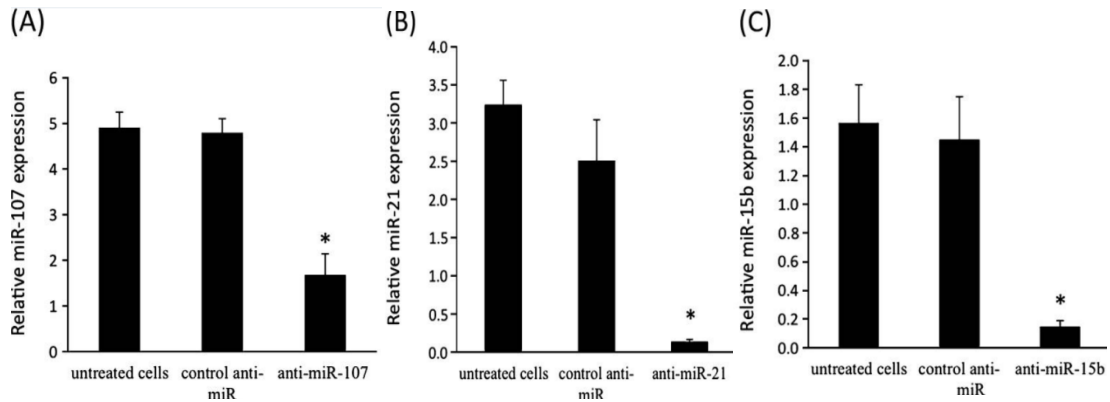 (A)
Relative miR-107 expression
6
5
4
3
2
1
0
*
untreated cells
control anti-
miR
anti-miR-107
(B)
Relative miR-21 expression
4.0
3.5
3.0
2.5
2.0
1.5
1.0
0.5
0.0
*
untreated cells
control anti-
miR
anti-miR-21
(C)
Relative miR-15b expression
2.0
1.8
1.6
1.4
1.2
1.0
0.8
0.6
0.4
0.2
0.0
*
untreated cells
control anti-
miR
anti-miR-15b